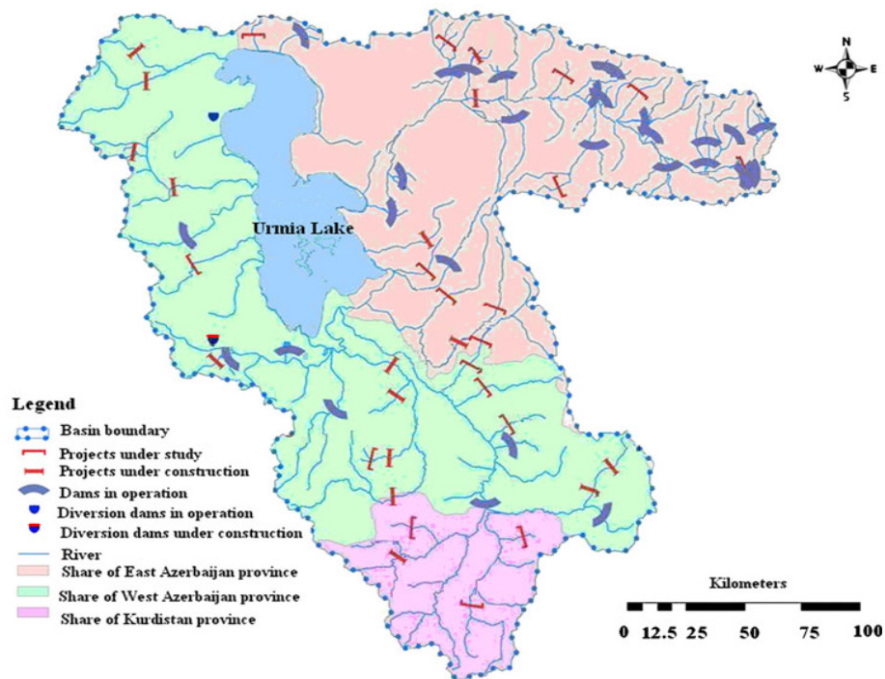 N
W E
S
Urmia Lake
Legend
Basin boundary
Projects under study
Projects under construction
Dams in operation
Diversion dams in operation
Diversion dams under construction
River
Share of East Azerbaijan province
Share of West Azerbaijan province
Share of Kurdistan province
Kilometers
0 12.5 25 50 75 100